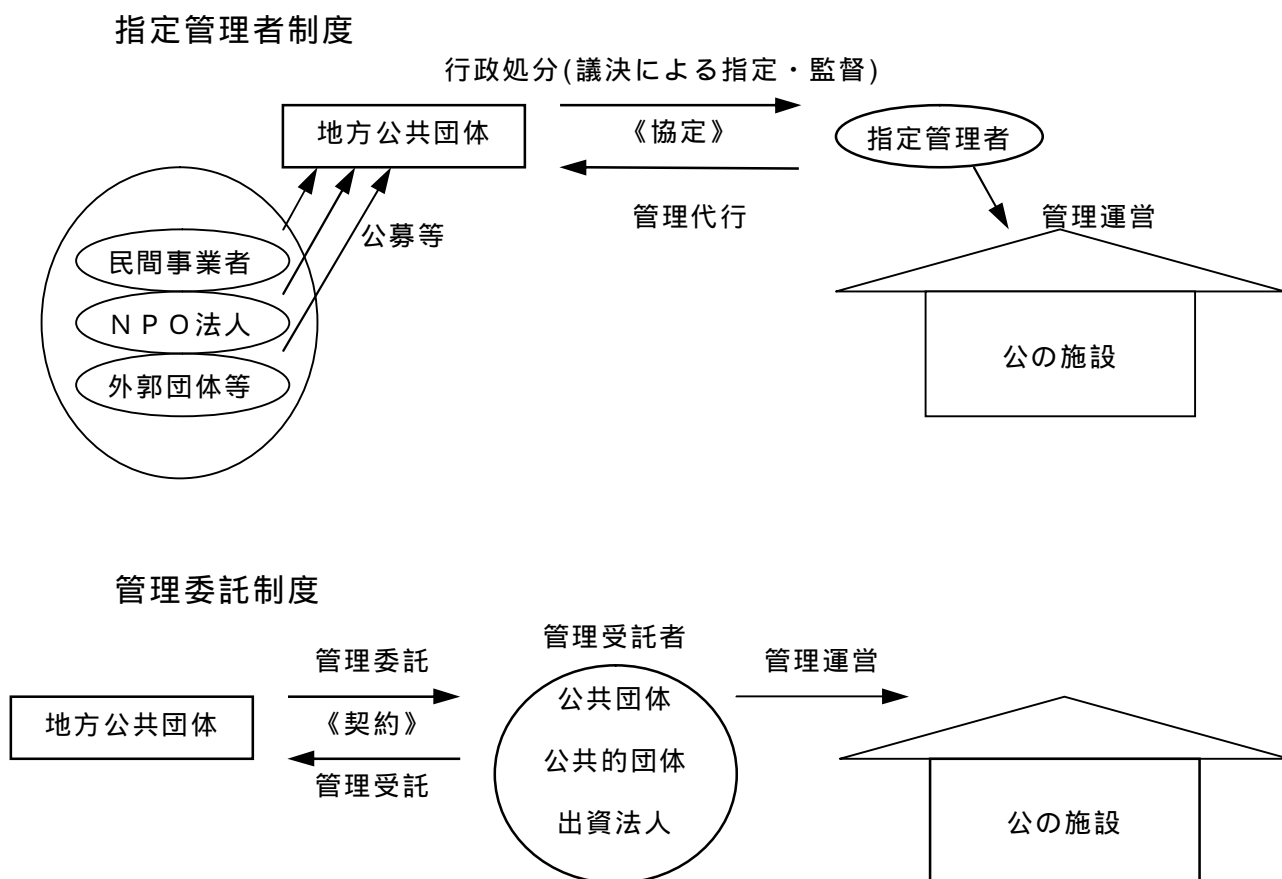 指定管理者制度
行政処分(議決による指定・監督)
地方公共団体
《協定》
指定管理者
管理代行
管理運営
公募等
民間事業者
ＮＰＯ法人
外郭団体等
公の施設
管理委託制度
管理受託者
管理委託
管理運営
公共団体
地方公共団体
《契約》
公共的団体
管理受託
出資法人
公の施設